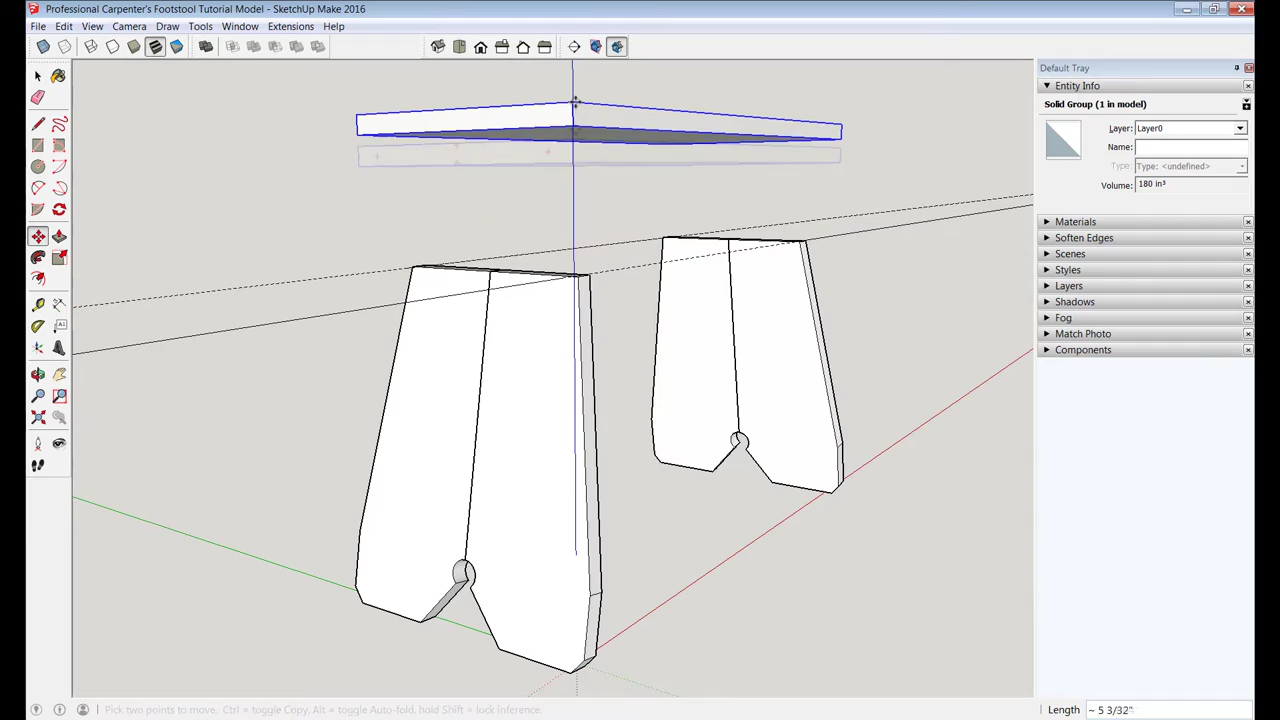 Professional Carpenter's Footstool Tutorial Model - SketchUp Make 2016
File Edit View Camera Draw Tools Window Extensions Help
Default Tray
Entity Info
Solid Group (1 in model)
Layer: Layer0
Name:
Type: Type: <undefined>
Volume: 180 in³
Materials
Soften Edges
Scenes
Styles
Layers
Shadows
Fog
Match Photo
Components
Pick two points to move. Ctrl = toggle Copy, Alt = toggle Auto-fold, hold Shift = lock inference.
Length ~ 5 3/32"